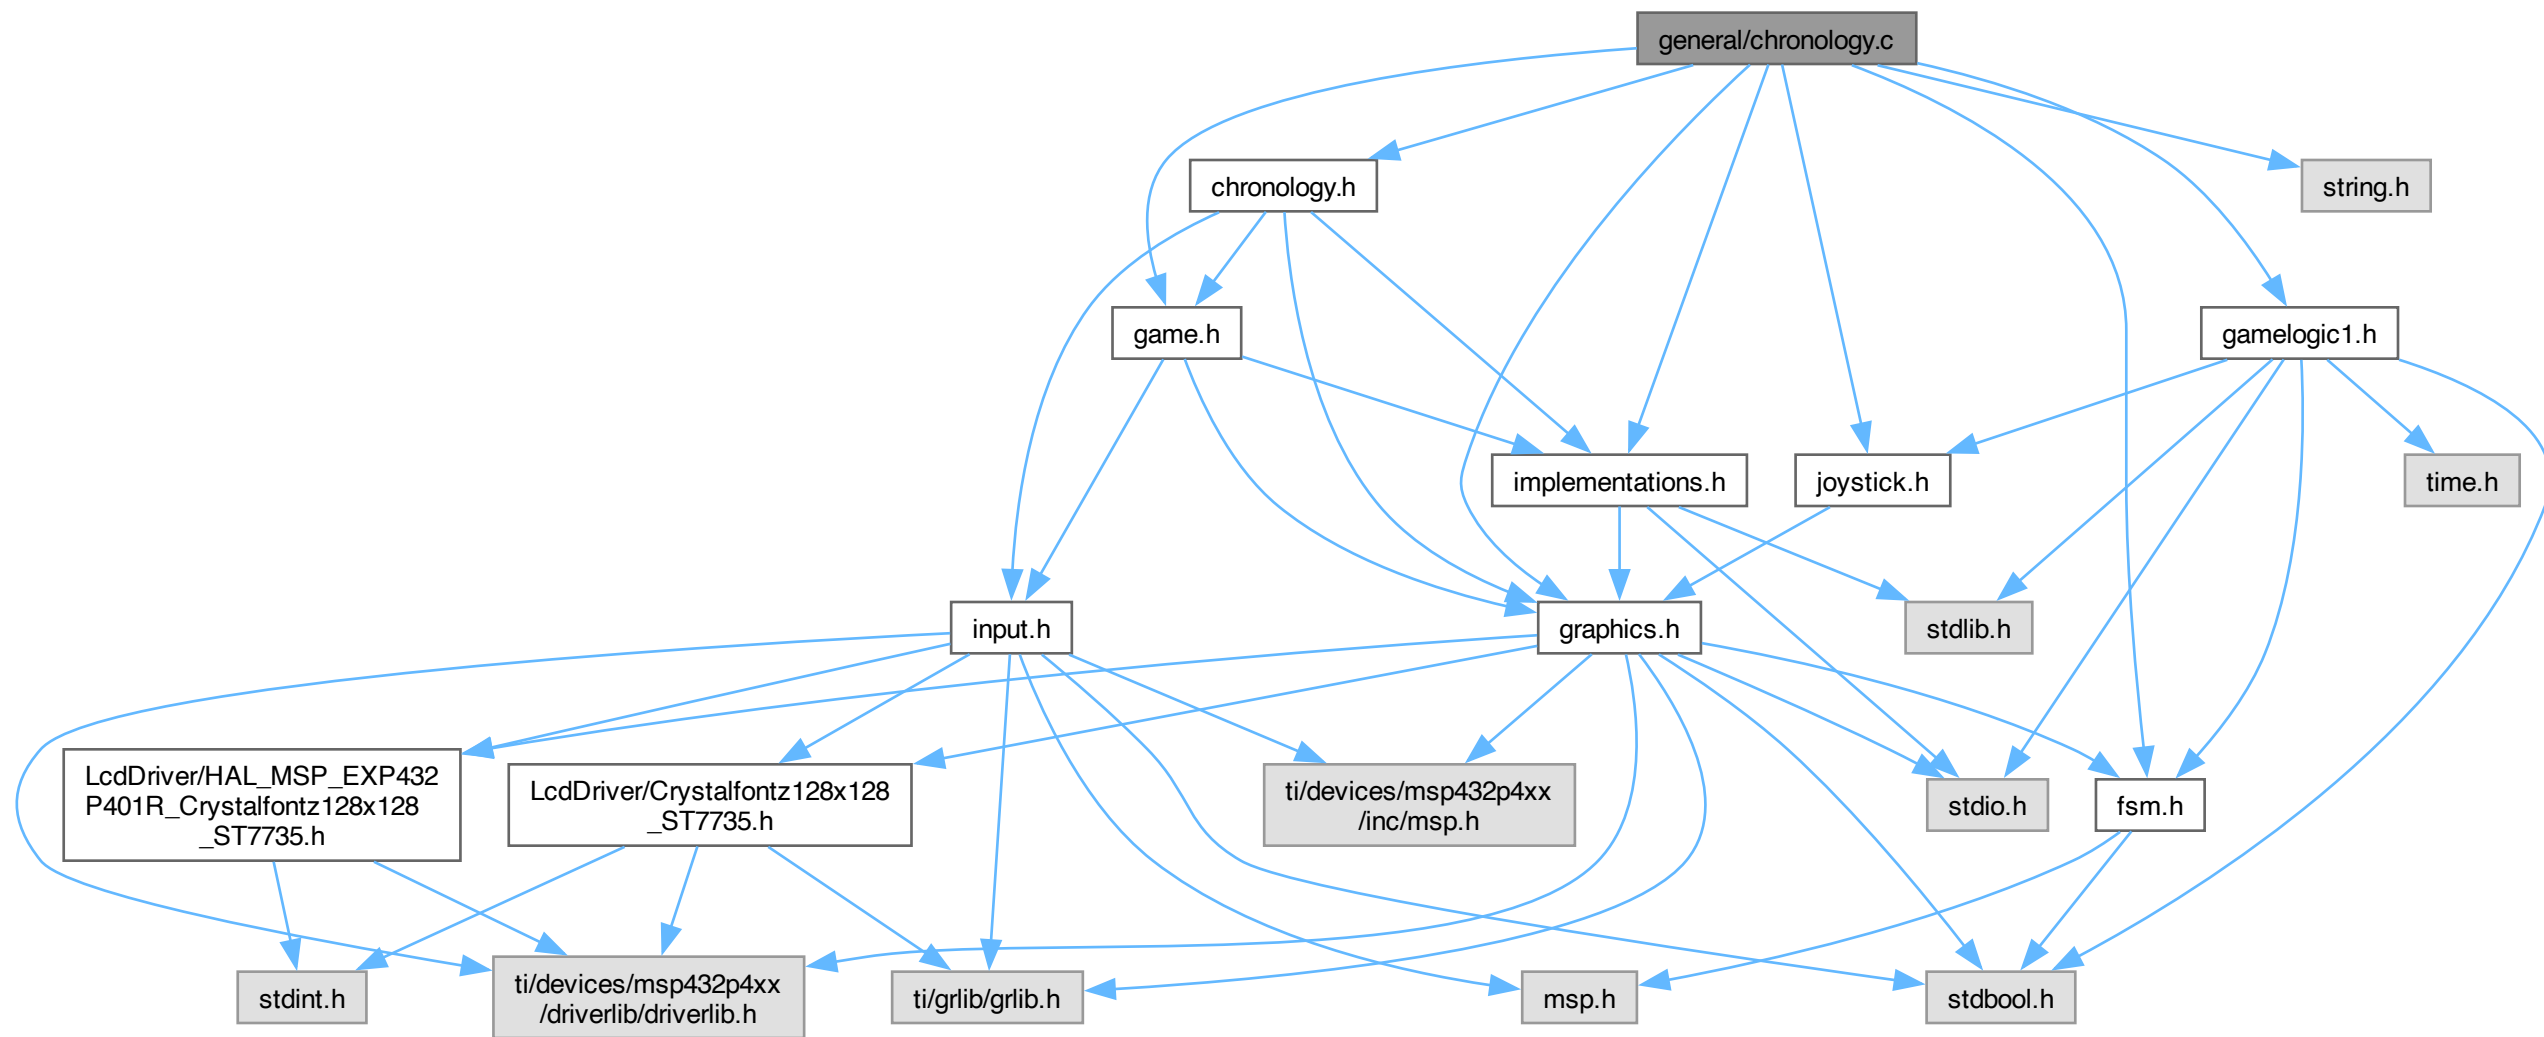 general/chronology.c
chronology.h
string.h
game.h
gamelogic1.h
implementations.h
joystick.h
time.h
input.h
graphics.h
stdlib.h
LcdDriver/HAL_MSP_EXP432
P401R_Crystalfontz128x128
_ST7735.h
LcdDriver/Crystalfontz128x128
_ST7735.h
ti/devices/msp432p4xx
/inc/msp.h
stdio.h
fsm.h
stdint.h
ti/devices/msp432p4xx
/driverlib/driverlib.h
ti/grlib/grlib.h
msp.h
stdbool.h